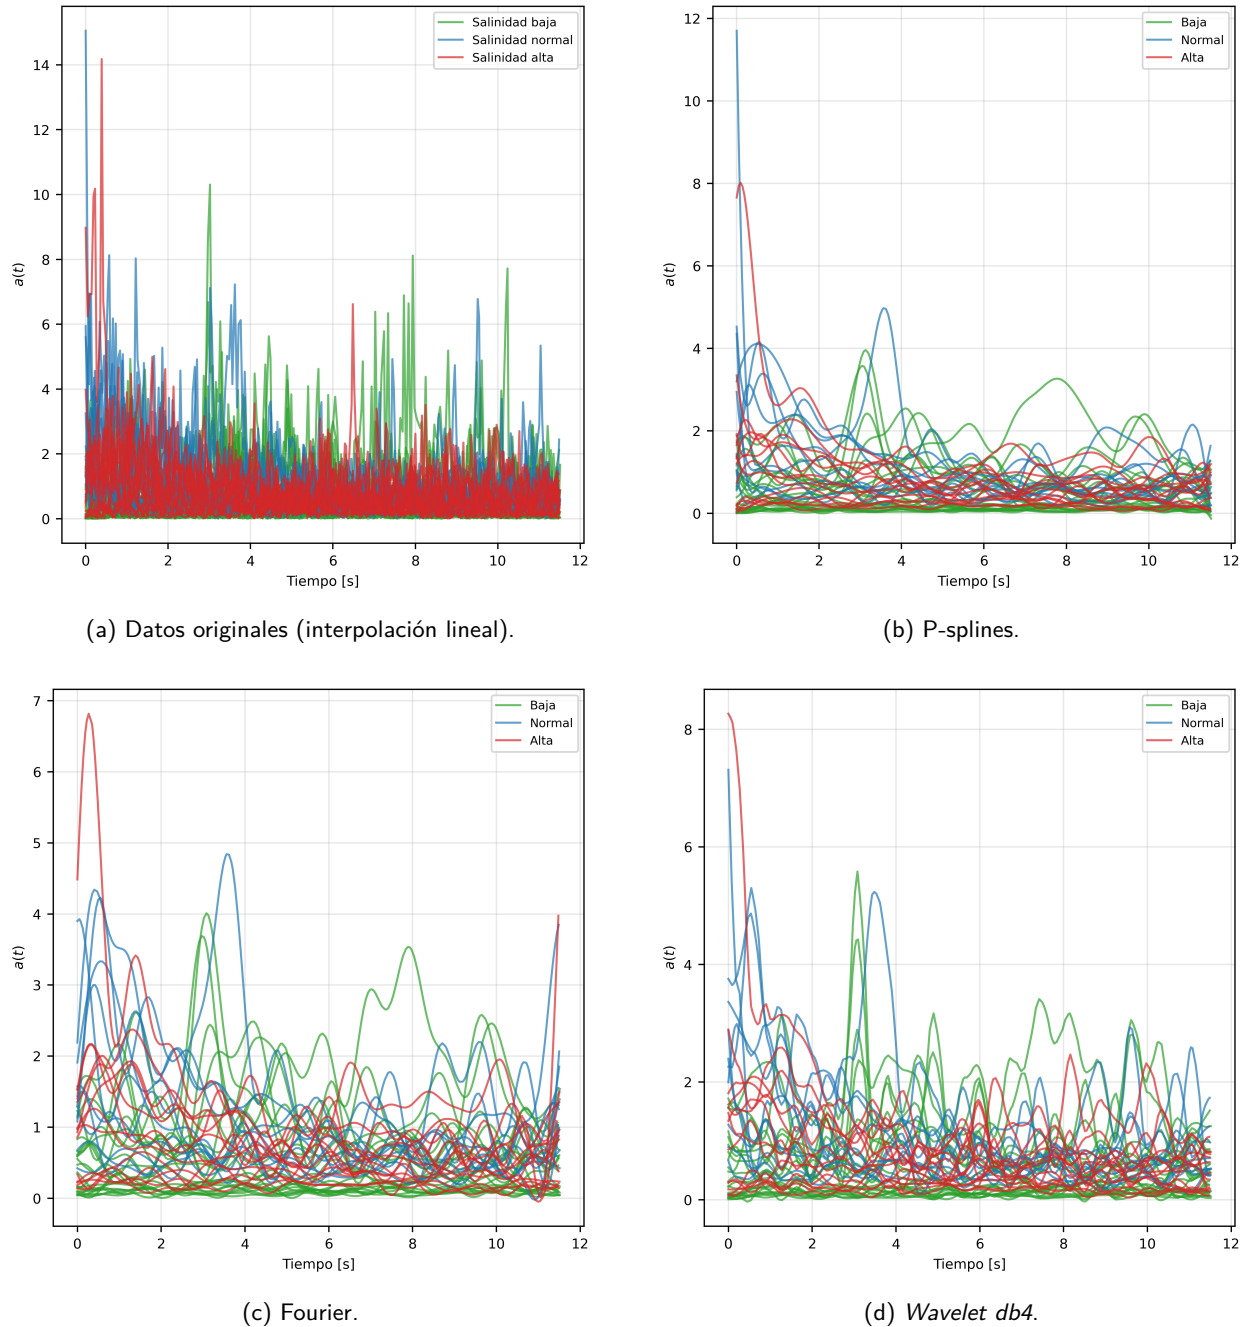 Salinidad baja
Salinidad normal
Salinidad alta
14
12
10
8
6
4
2
0
a(t)
0 2 4 6 8 10 12
Tiempo [s]
(a) Datos originales (interpolación lineal).
Baja
Normal
Alta
12
10
8
6
4
2
0
a(t)
0 2 4 6 8 10 12
Tiempo [s]
(b) P-splines.
Baja
Normal
Alta
7
6
5
4
3
2
1
0
a(t)
0 2 4 6 8 10 12
Tiempo [s]
(c) Fourier.
Baja
Normal
Alta
8
6
4
2
0
a(t)
0 2 4 6 8 10 12
Tiempo [s]
(d) Wavelet db4.